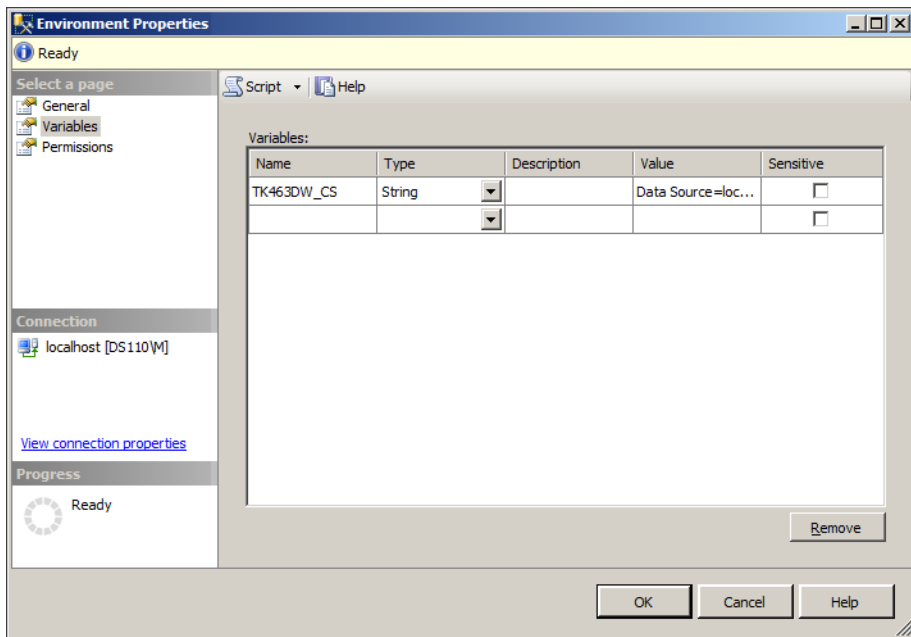 Environment Properties
Ready
Select a page
General
Variables
Permissions
Script Help
Variables:
Name Type Description Value Sensitive
TK463DW_CS String Data Source=loc...
Connection
localhost [DS110\M]
View connection properties
Progress
Ready
Remove
OK Cancel Help